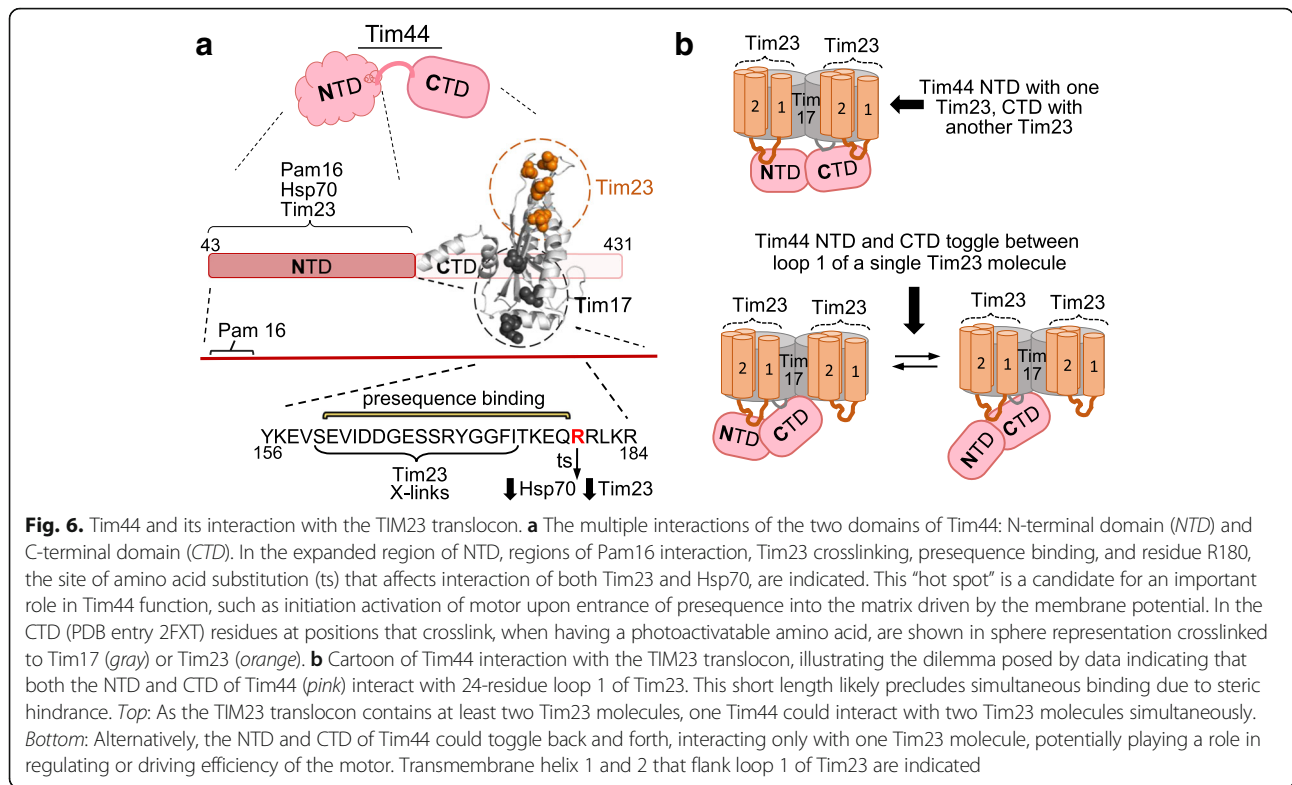 a
Tim44
NTD
CTD
Pam16
Hsp70
Tim23
43
NTD
CTD
431
Tim23
Tim17
Pam 16
presequence binding
YKEVSEVIDDGESSRYGGFITKEQRRLKR
156
184
Tim23
X-links
ts
Hsp70
Tim23
b
Tim23
Tim23
2
1
Tim
17
2
1
NTD
CTD
Tim44 NTD with one
Tim23, CTD with
another Tim23
Tim44 NTD and CTD toggle between
loop 1 of a single Tim23 molecule
Tim23
Tim23
2
1
Tim
17
2
1
NTD
CTD
Tim23
Tim23
2
1
Tim
17
2
1
NTD
CTD
Fig. 6. Tim44 and its interaction with the TIM23 translocon. a The multiple interactions of the two domains of Tim44: N-terminal domain (NTD) and
C-terminal domain (CTD). In the expanded region of NTD, regions of Pam16 interaction, Tim23 crosslinking, presequence binding, and residue R180,
the site of amino acid substitution (ts) that affects interaction of both Tim23 and Hsp70, are indicated. This “hot spot” is a candidate for an important
role in Tim44 function, such as initiation activation of motor upon entrance of presequence into the matrix driven by the membrane potential. In the
CTD (PDB entry 2FXT) residues at positions that crosslink, when having a photoactivatable amino acid, are shown in sphere representation crosslinked
to Tim17 (gray) or Tim23 (orange). b Cartoon of Tim44 interaction with the TIM23 translocon, illustrating the dilemma posed by data indicating that
both the NTD and CTD of Tim44 (pink) interact with 24-residue loop 1 of Tim23. This short length likely precludes simultaneous binding due to steric
hindrance. Top: As the TIM23 translocon contains at least two Tim23 molecules, one Tim44 could interact with two Tim23 molecules simultaneously.
Bottom: Alternatively, the NTD and CTD of Tim44 could toggle back and forth, interacting only with one Tim23 molecule, potentially playing a role in
regulating or driving efficiency of the motor. Transmembrane helix 1 and 2 that flank loop 1 of Tim23 are indicated